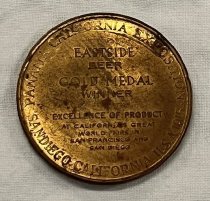 PANAMA CALIFORNIA EXPOSITION
EASTSIDE
BEER
GOLD MEDAL
WINNER
EXCELLENCE OF PRODUCT
AT CALIFORNIA'S GREAT
WORLD FAIRS IN
SAN FRANCISCO AND
SAN DIEGO
SAN DIEGO CALIFORNIA U.S.A.